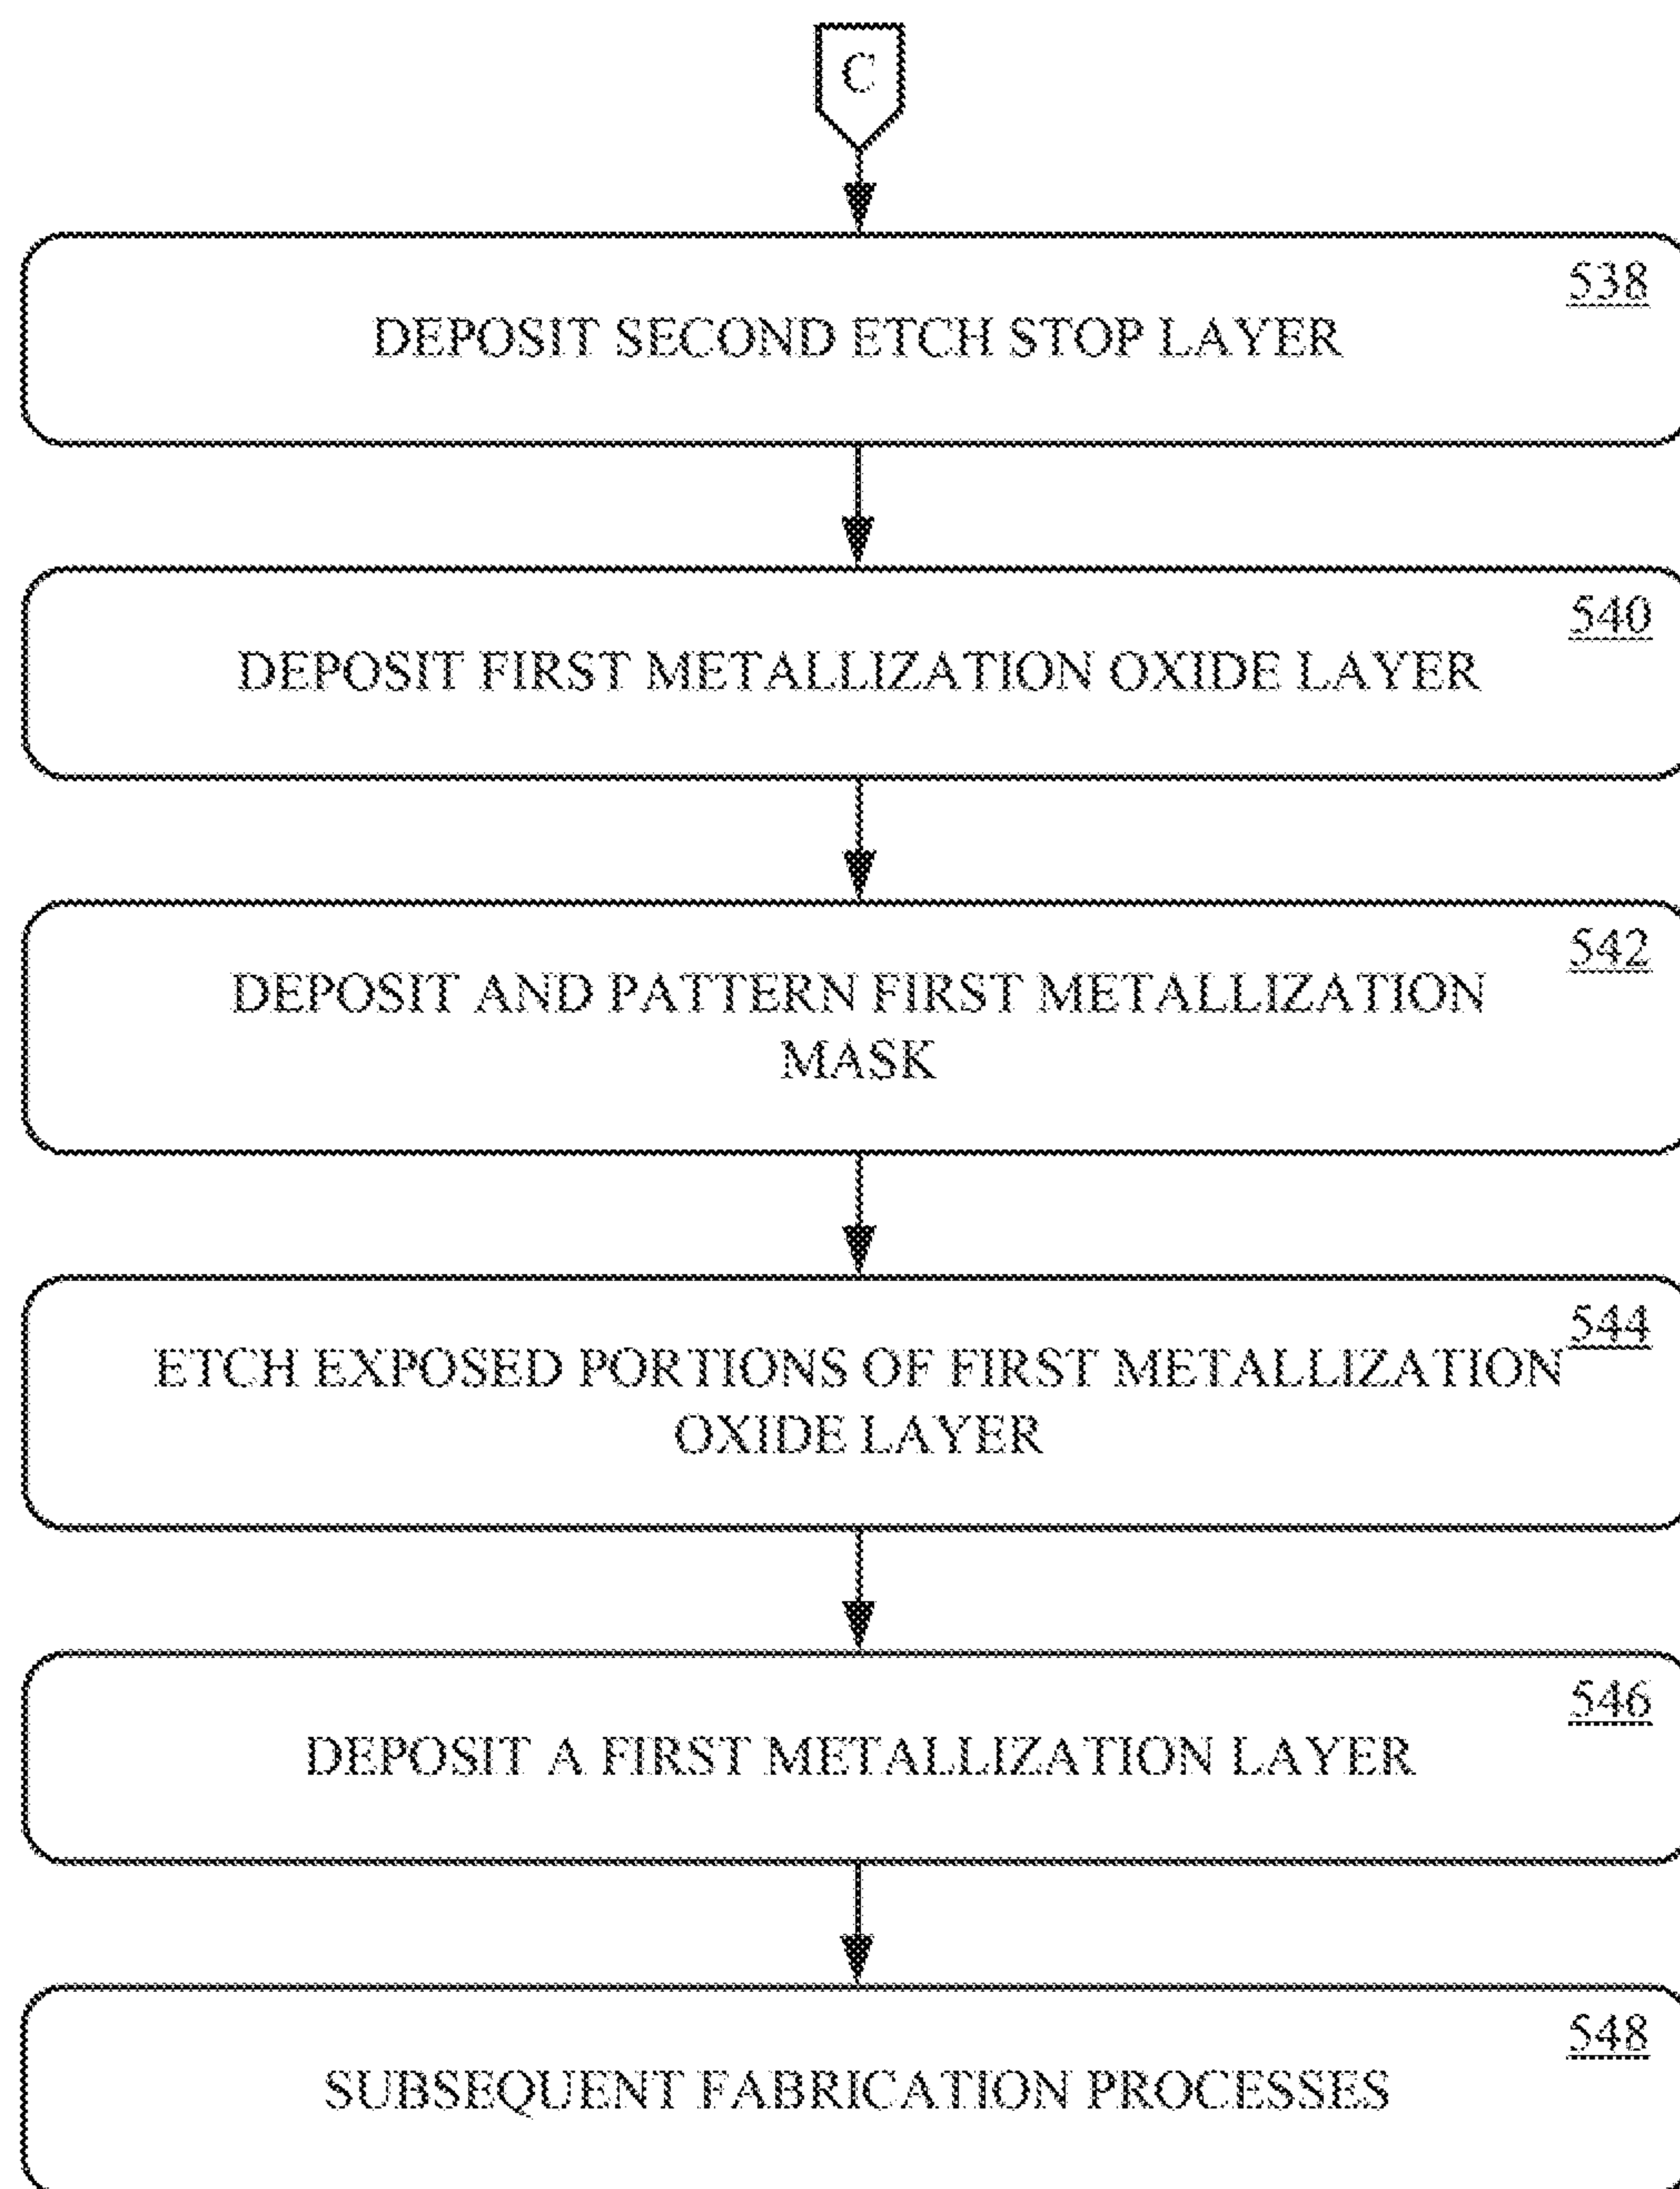 C
538
DEPOSIT SECOND ETCH STOP LAYER
540
DEPOSIT FIRST METALLIZATION OXIDE LAYER
542
DEPOSIT AND PATTERN FIRST METALLIZATION
MASK
544
ETCH EXPOSED PORTIONS OF FIRST METALLIZATION
OXIDE LAYER
546
DEPOSIT A FIRST METALLIZATION LAYER
548
SUBSEQUENT FABRICATION PROCESSES